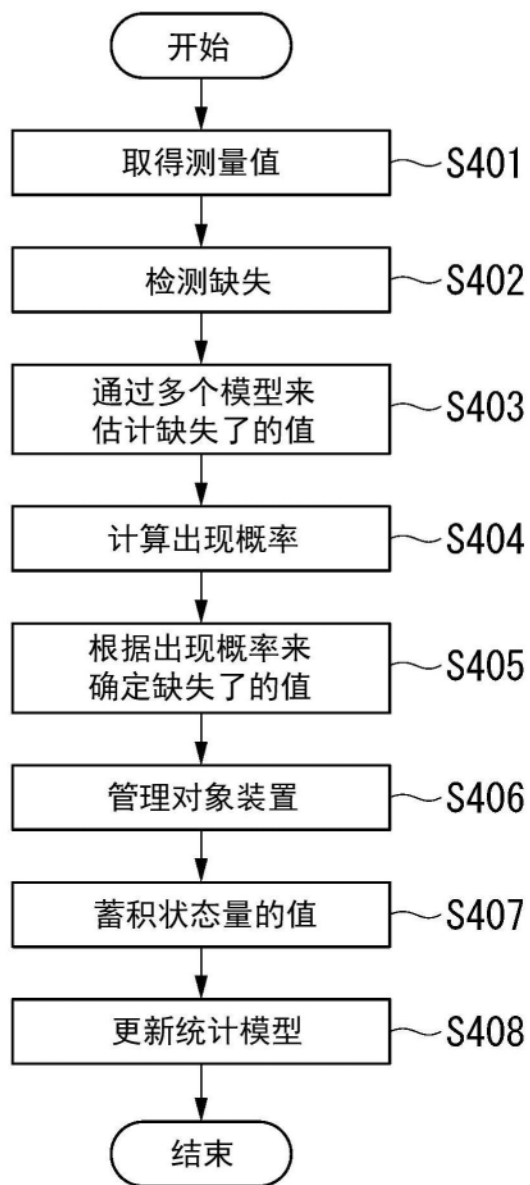 开始
取得测量值
S401
检测缺失
S402
通过多个模型来
估计缺失了的值
S403
计算出现概率
S404
根据出现概率来
确定缺失了的值
S405
管理对象装置
S406
蓄积状态量的值
S407
更新统计模型
S408
结束